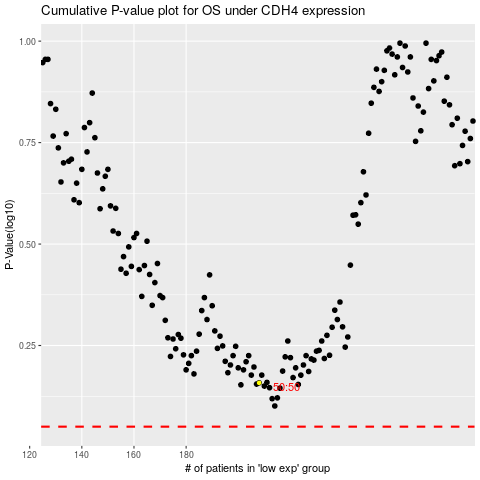 Cumulative P-value plot for OS under CDH4 expression
P-Value(log10)
1.00
0.75
0.50
0.25
50:50
120 140 160 180
# of patients in 'low exp' group